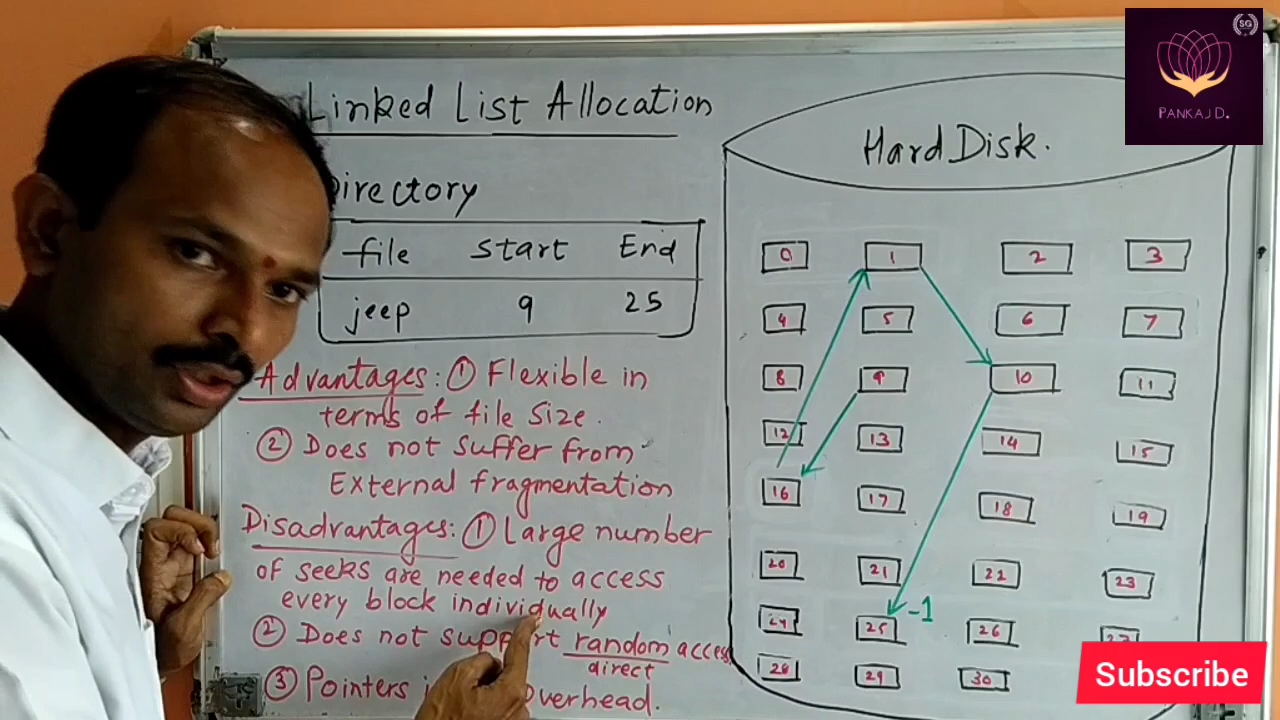 Linked List Allocation
Directory
file Start End
jeep 9 25
Advantages: ① Flexible in
terms of file size.
② Does not suffer from
External fragmentation
Disadvantages: ① Large number
of seeks are needed to access
every block individually
② Does not support random access
direct
③ Pointers Overhead.
Hard Disk.
0 1 2 3
4 5 6 7
8 9 10 11
12 13 14 15
16 17 18 19
20 21 22 23
24 25 -1 26 27
28 29 30
SG
PANKAJ D.
Subscribe